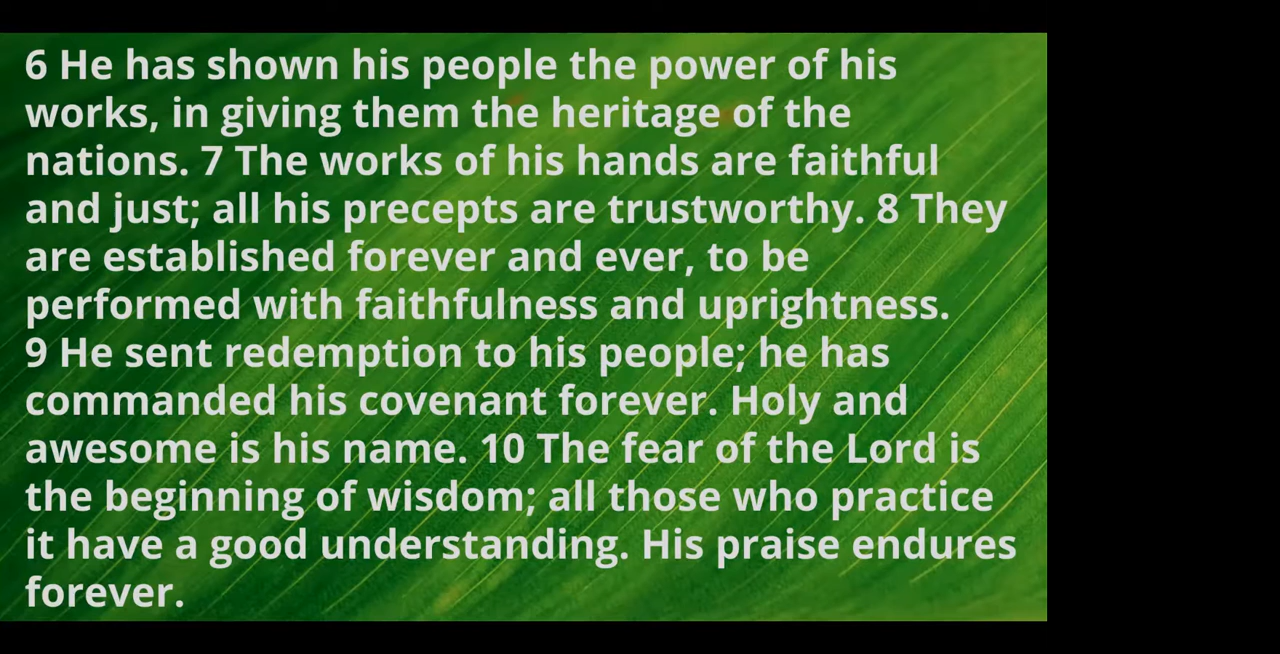 6 He has shown his people the power of his
works, in giving them the heritage of the
nations. 7 The works of his hands are faithful
and just; all his precepts are trustworthy. 8 They
are established forever and ever, to be
performed with faithfulness and uprightness.
9 He sent redemption to his people; he has
commanded his covenant forever. Holy and
awesome is his name. 10 The fear of the Lord is
the beginning of wisdom; all those who practice
it have a good understanding. His praise endures
forever.